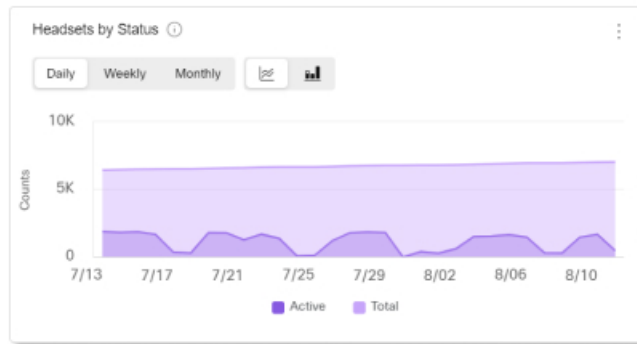 Headsets by Status
Daily Weekly Monthly
10K
5K
0
Counts
7/13 7/17 7/21 7/25 7/29 8/02 8/06 8/10
Active Total